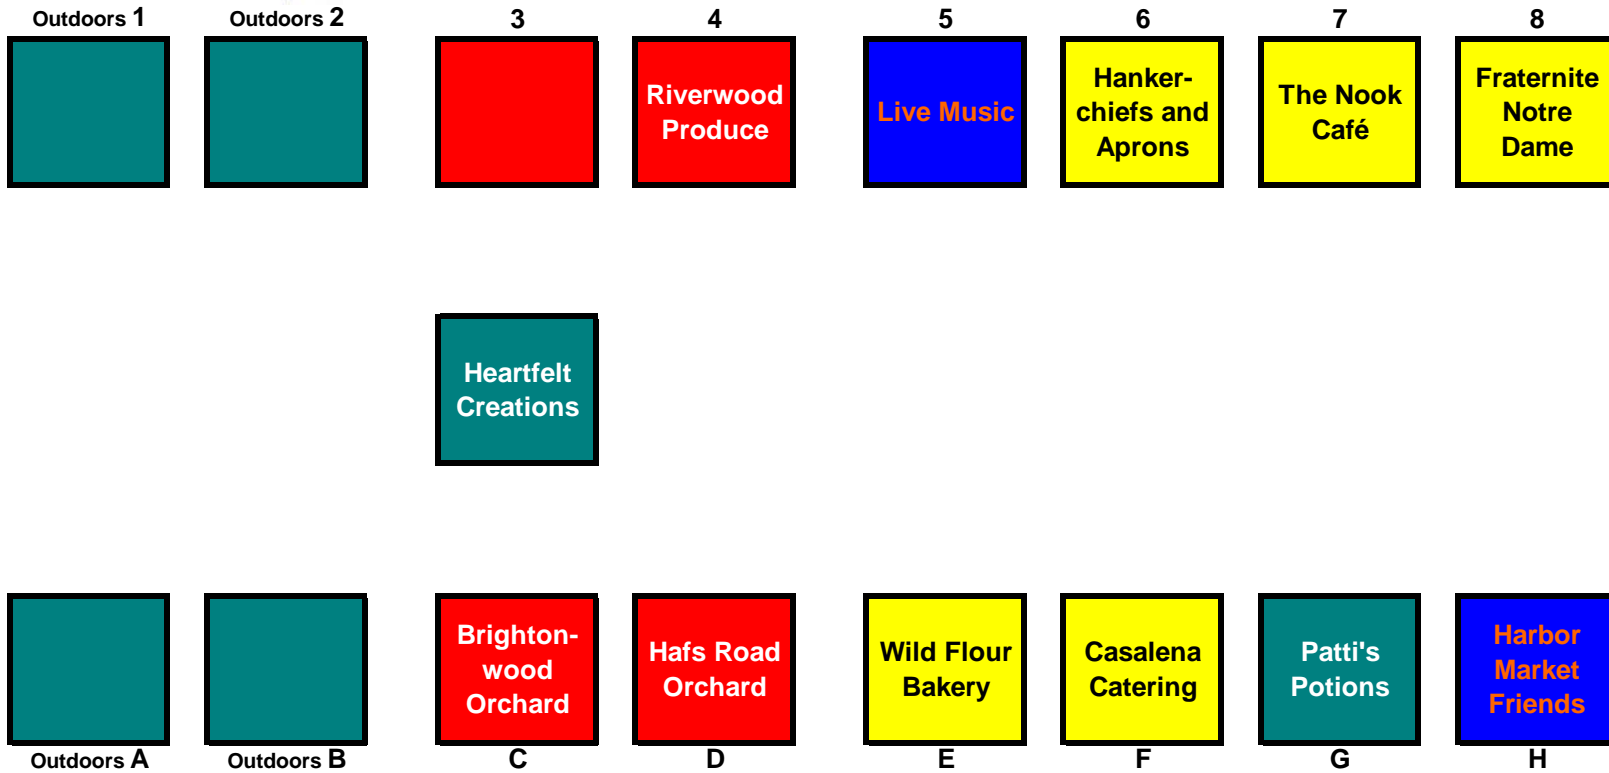 Outdoors 1 Outdoors 2 3 4 5 6 7 8
Riverwood
Produce
Live Music
Hanker-
chiefs and
Aprons
The Nook
Café
Fraternite
Notre
Dame
Heartfelt
Creations
Brighton-
wood
Orchard
Hafs Road
Orchard
Wild Flour
Bakery
Casalena
Catering
Patti's
Potions
Harbor
Market
Friends
Outdoors A Outdoors B C D E F G H